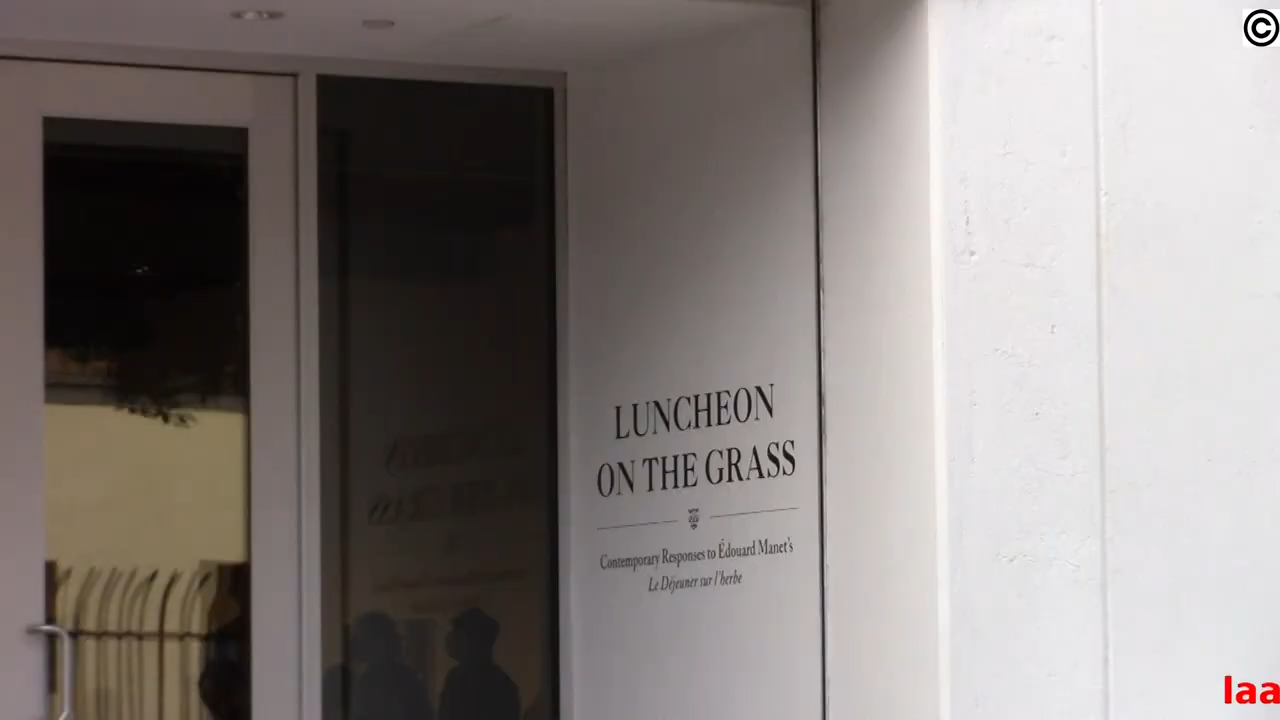 ©
LUNCHEON
ON THE GRASS
Contemporary Responses to Édouard Manet's
Le Déjeuner sur l'herbe
laa